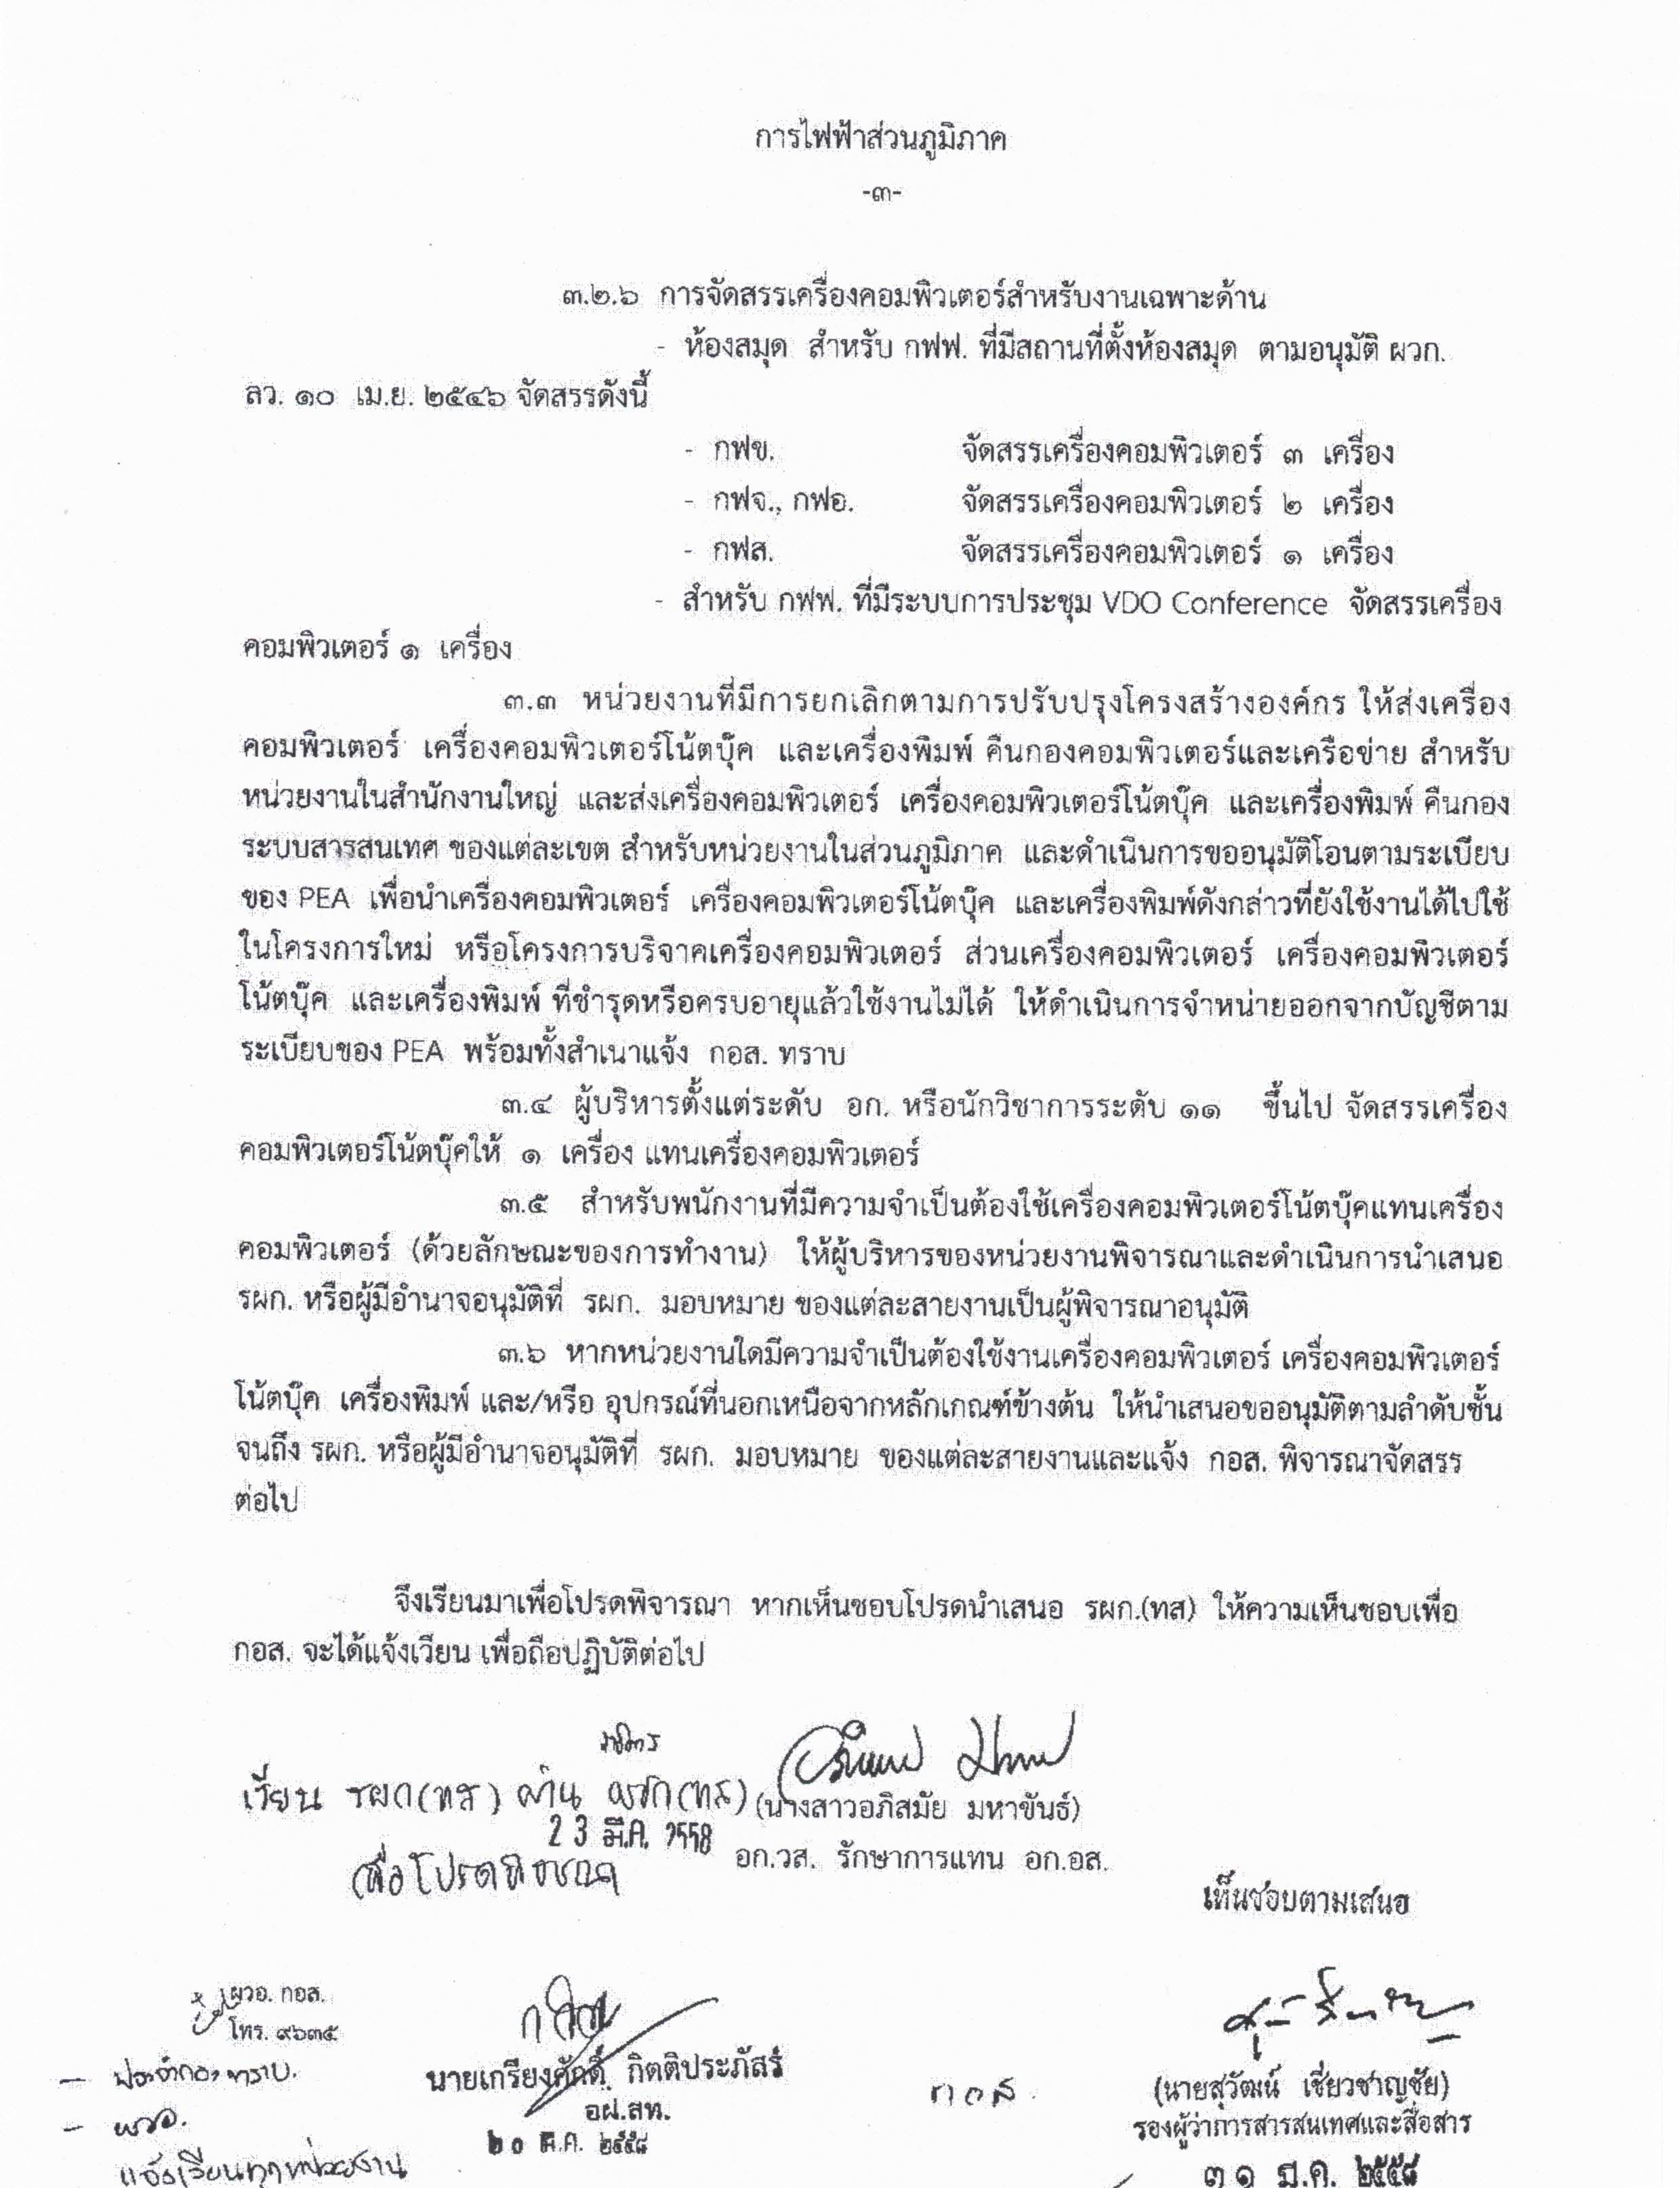 การไฟฟ้าส่วนภูมิภาค
-๓-
๓.๒.๖ การจัดสรรเครื่องคอมพิวเตอร์สำหรับงานเฉพาะด้าน
- ห้องสมุด สำหรับ กฟฟ. ที่มีสถานที่ตั้งห้องสมุด ตามอนุมัติ ผวก.
ลว. ๑๐ เม.ย. ๒๕๔๖ จัดสรรดังนี้
- กฟข. จัดสรรเครื่องคอมพิวเตอร์ ๓ เครื่อง
- กฟจ., กฟอ. จัดสรรเครื่องคอมพิวเตอร์ ๒ เครื่อง
- กฟส. จัดสรรเครื่องคอมพิวเตอร์ ๑ เครื่อง
- สำหรับ กฟฟ. ที่มีระบบการประชุม VDO Conference จัดสรรเครื่อง
คอมพิวเตอร์ ๑ เครื่อง
๓.๓ หน่วยงานที่มีการยกเลิกตามการปรับปรุงโครงสร้างองค์กร ให้ส่งเครื่อง
คอมพิวเตอร์ เครื่องคอมพิวเตอร์โน้ตบุ๊ค และเครื่องพิมพ์ คืนกองคอมพิวเตอร์และเครือข่าย สำหรับ
หน่วยงานในสำนักงานใหญ่ และส่งเครื่องคอมพิวเตอร์ เครื่องคอมพิวเตอร์โน้ตบุ๊ค และเครื่องพิมพ์ คืนกอง
ระบบสารสนเทศ ของแต่ละเขต สำหรับหน่วยงานในส่วนภูมิภาค และดำเนินการขออนุมัติโอนตามระเบียบ
ของ PEA เพื่อนำเครื่องคอมพิวเตอร์ เครื่องคอมพิวเตอร์โน้ตบุ๊ค และเครื่องพิมพ์ดังกล่าวที่ยังใช้งานได้ไปใช้
ในโครงการใหม่ หรือโครงการบริจาคเครื่องคอมพิวเตอร์ ส่วนเครื่องคอมพิวเตอร์ เครื่องคอมพิวเตอร์
โน้ตบุ๊ค และเครื่องพิมพ์ ที่ชำรุดหรือครบอายุแล้วใช้งานไม่ได้ ให้ดำเนินการจำหน่ายออกจากบัญชีตาม
ระเบียบของ PEA พร้อมทั้งสำเนาแจ้ง กอส. ทราบ
๓.๔ ผู้บริหารตั้งแต่ระดับ อก. หรือนักวิชาการระดับ ๑๑ ขึ้นไป จัดสรรเครื่อง
คอมพิวเตอร์โน้ตบุ๊คให้ ๑ เครื่อง แทนเครื่องคอมพิวเตอร์
๓.๕ สำหรับพนักงานที่มีความจำเป็นต้องใช้เครื่องคอมพิวเตอร์โน้ตบุ๊คแทนเครื่อง
คอมพิวเตอร์ (ด้วยลักษณะของการทำงาน) ให้ผู้บริหารของหน่วยงานพิจารณาและดำเนินการนำเสนอ
รผก. หรือผู้มีอำนาจอนุมัติที่ รผก. มอบหมาย ของแต่ละสายงานเป็นผู้พิจารณาอนุมัติ
๓.๖ หากหน่วยงานใดมีความจำเป็นต้องใช้งานเครื่องคอมพิวเตอร์ เครื่องคอมพิวเตอร์
โน้ตบุ๊ค เครื่องพิมพ์ และ/หรือ อุปกรณ์ที่นอกเหนือจากหลักเกณฑ์ข้างต้น ให้นำเสนอขออนุมัติตามลำดับชั้น
จนถึง รผก. หรือผู้มีอำนาจอนุมัติที่ รผก. มอบหมาย ของแต่ละสายงานและแจ้ง กอส. พิจารณาจัดสรร
ต่อไป
จึงเรียนมาเพื่อโปรดพิจารณา หากเห็นชอบโปรดนำเสนอ รผก.(ทส) ให้ความเห็นชอบเพื่อ
กอส. จะได้แจ้งเวียน เพื่อถือปฏิบัติต่อไป
เรียน รผก(ทส) ผ่าน ผชก(ทส) (นางสาวอภิสมัย มหาขันธ์)
23 มี.ค. 2558 อก.วส. รักษาการแทน อก.อส.
เพื่อโปรดพิจารณา
เห็นชอบตามเสนอ
ผวอ. กอส.
โทร. ๙๖๓๕
ทราบ.
- ผวอ.
แจ้งเวียนทุกหน่วยงาน
นายเกรียงศักดิ์ กิตติประภัสร์
อฝ.สท.
๒๐ มี.ค. ๒๕๕๘
กอส.
(นายสุวัฒน์ เชี่ยวชาญชัย)
รองผู้ว่าการสารสนเทศและสื่อสาร
๓๑ มี.ค. ๒๕๕๘